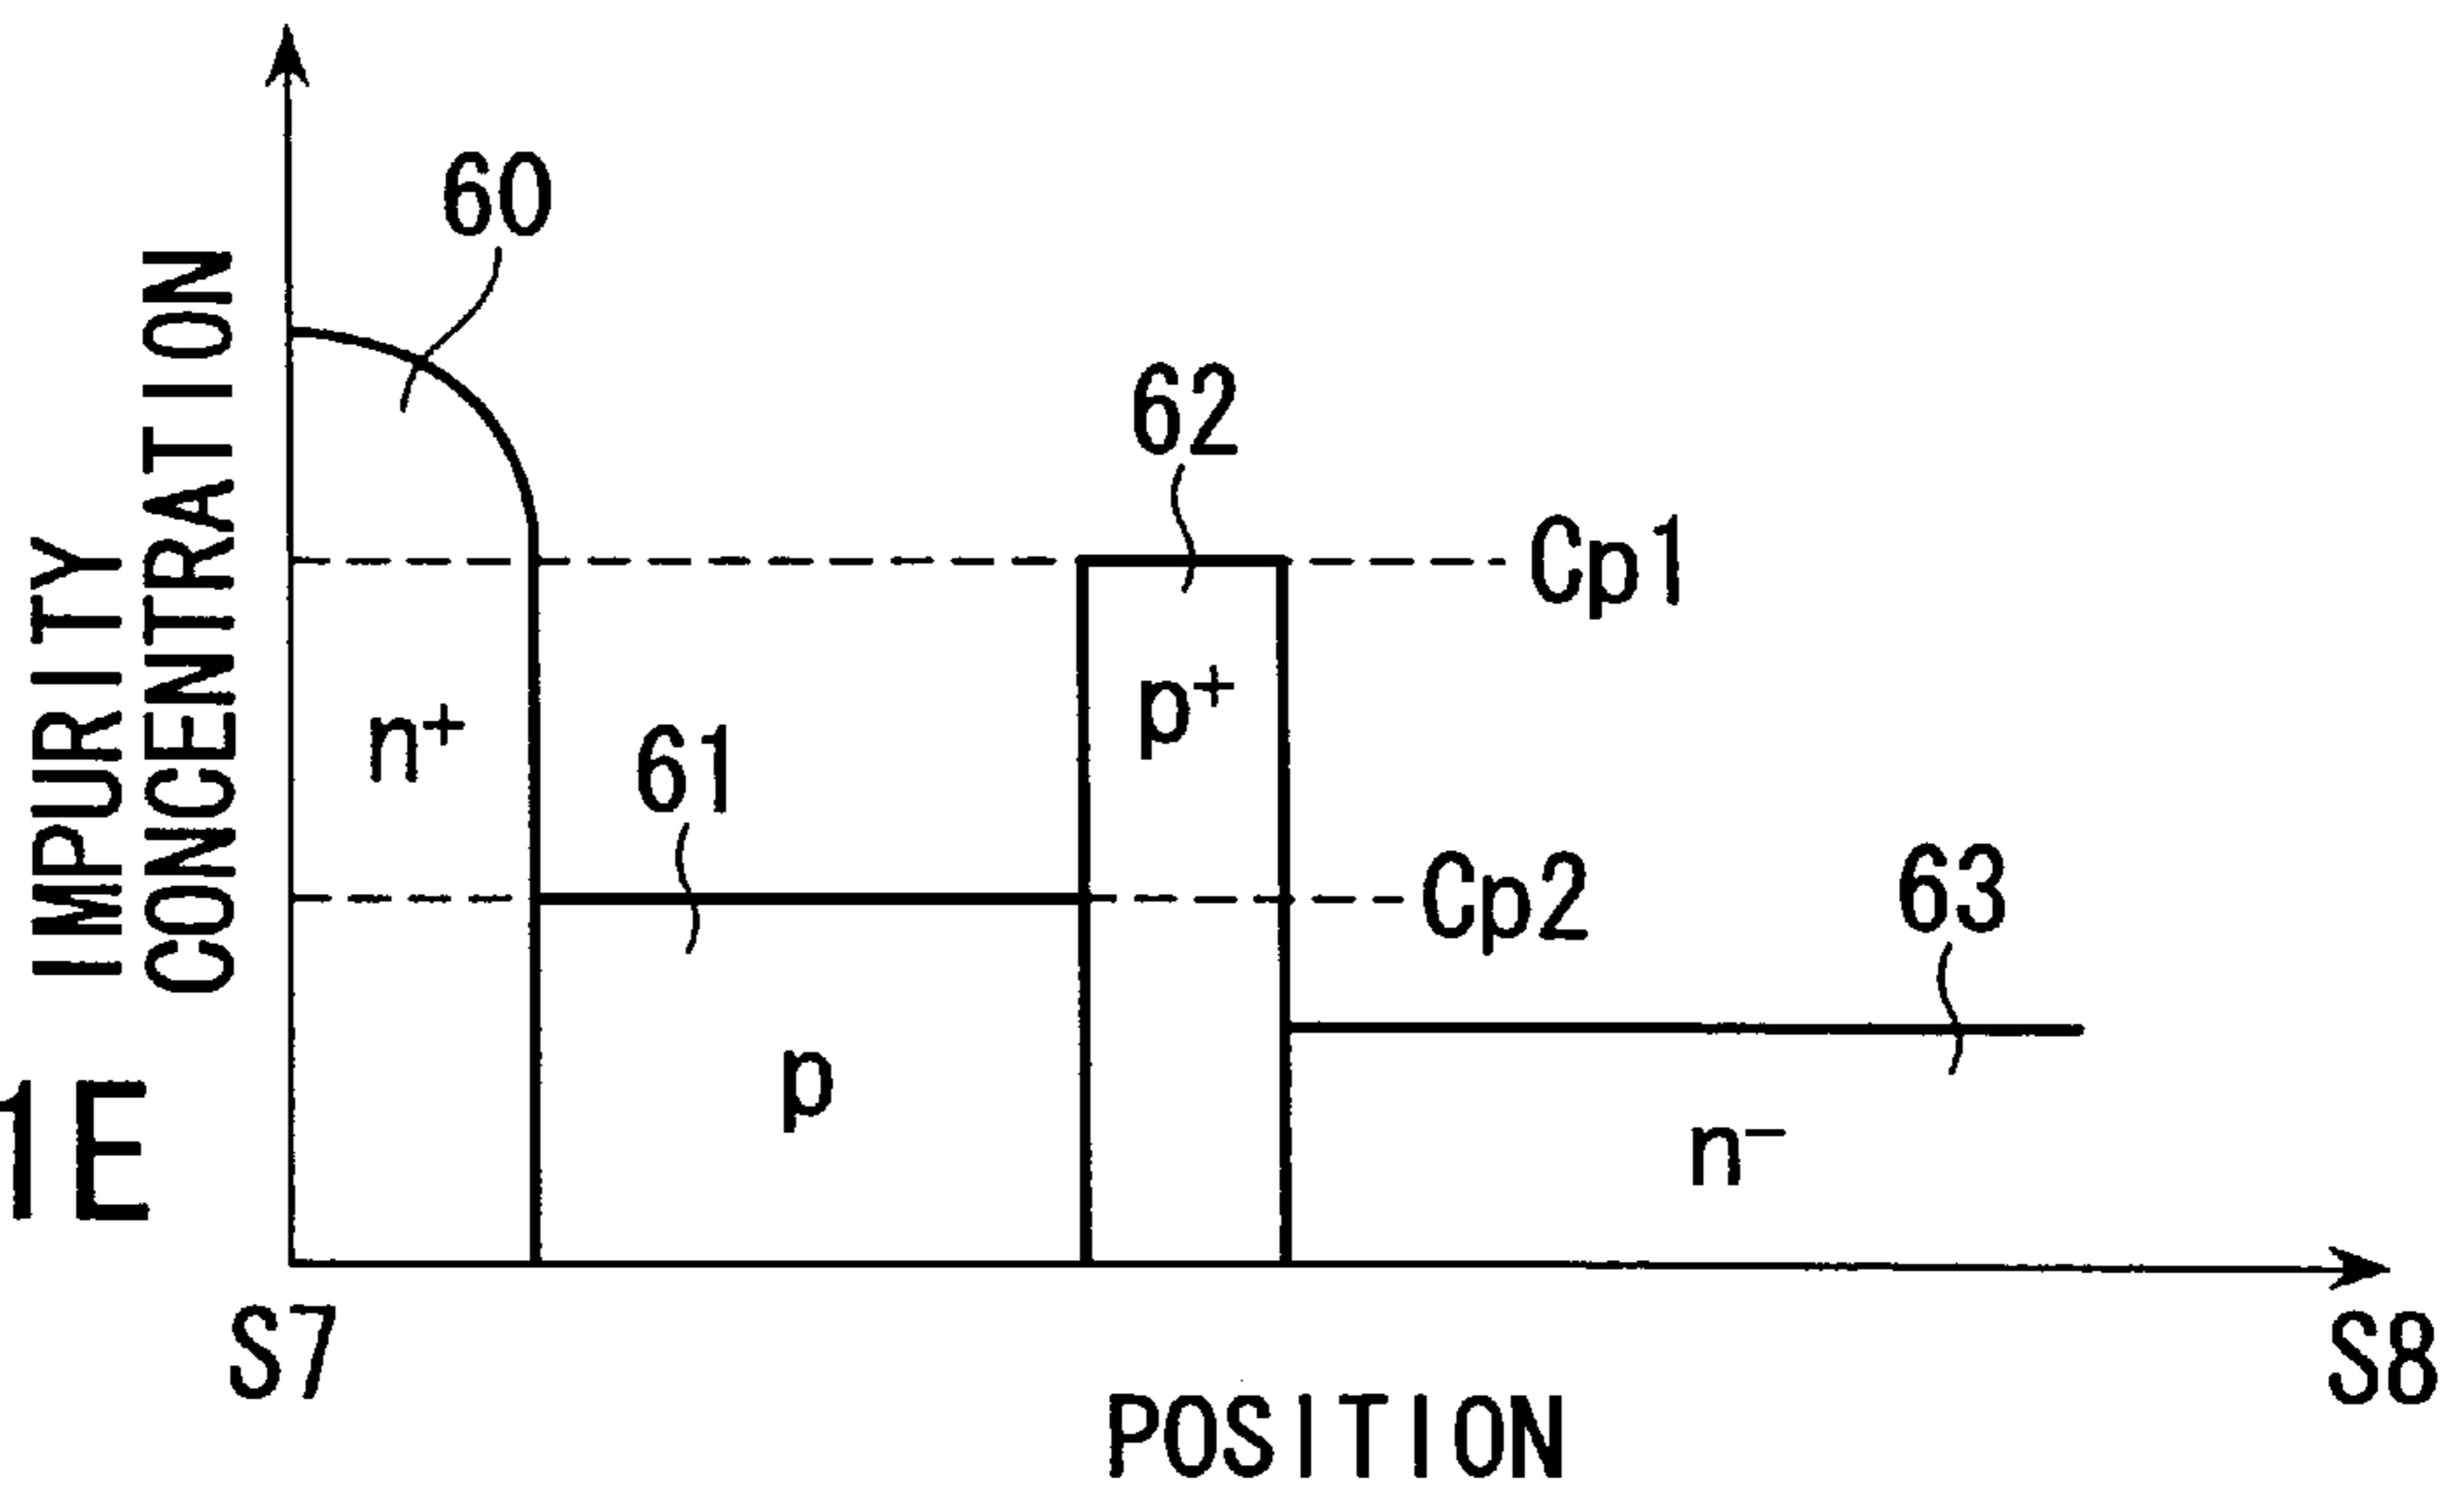 60
62
Cp1
p+
n+
61
Cp2
63
p
n−
IMPURITY
CONCENTRATION
1E
S7
S8
POSITION